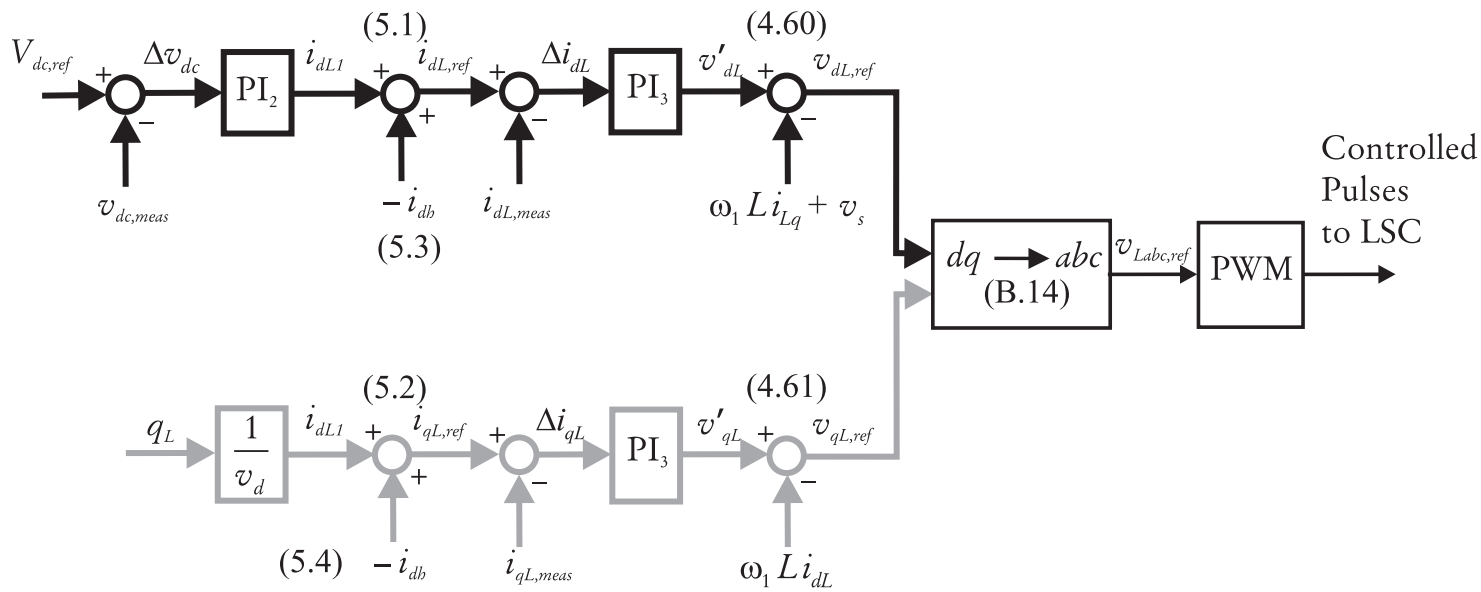 (5.1)
(4.60)
V_dc,ref
+
Δv_dc
PI_2
i_dL1
+
i_dL,ref
+
Δi_dL
PI_3
v'_dL
+
v_dL,ref
−
+
−
−
v_dc,meas
− i_dh
i_dL,meas
ω_1 L i_Lq + v_s
(5.3)
Controlled
Pulses
to LSC
dq → abc
(B.14)
v_Labc,ref
PWM
(5.2)
(4.61)
q_L
1
v_d
i_dL1
+
i_qL,ref
+
Δi_qL
PI_3
v'_qL
+
v_qL,ref
+
−
−
(5.4)
− i_dh
i_qL,meas
ω_1 L i_dL